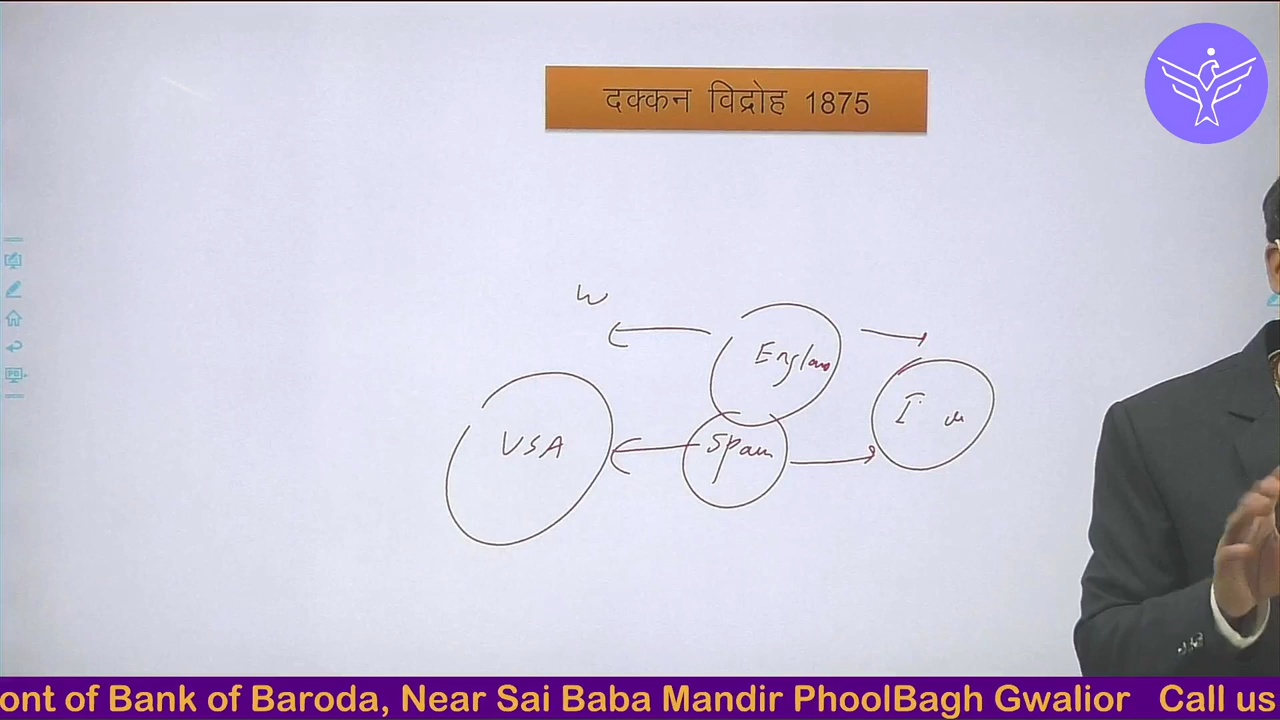 दक्कन विद्रोह 1875
W
England
USA
Spain
ont of Bank of Baroda, Near Sai Baba Mandir PhoolBagh Gwalior Call us